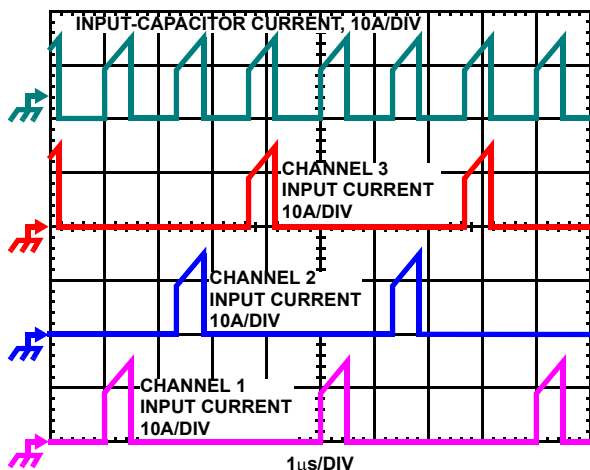 INPUT-CAPACITOR CURRENT, 10A/DIV
CHANNEL 3
INPUT CURRENT
10A/DIV
CHANNEL 2
INPUT CURRENT
10A/DIV
CHANNEL 1
INPUT CURRENT
10A/DIV
1μs/DIV